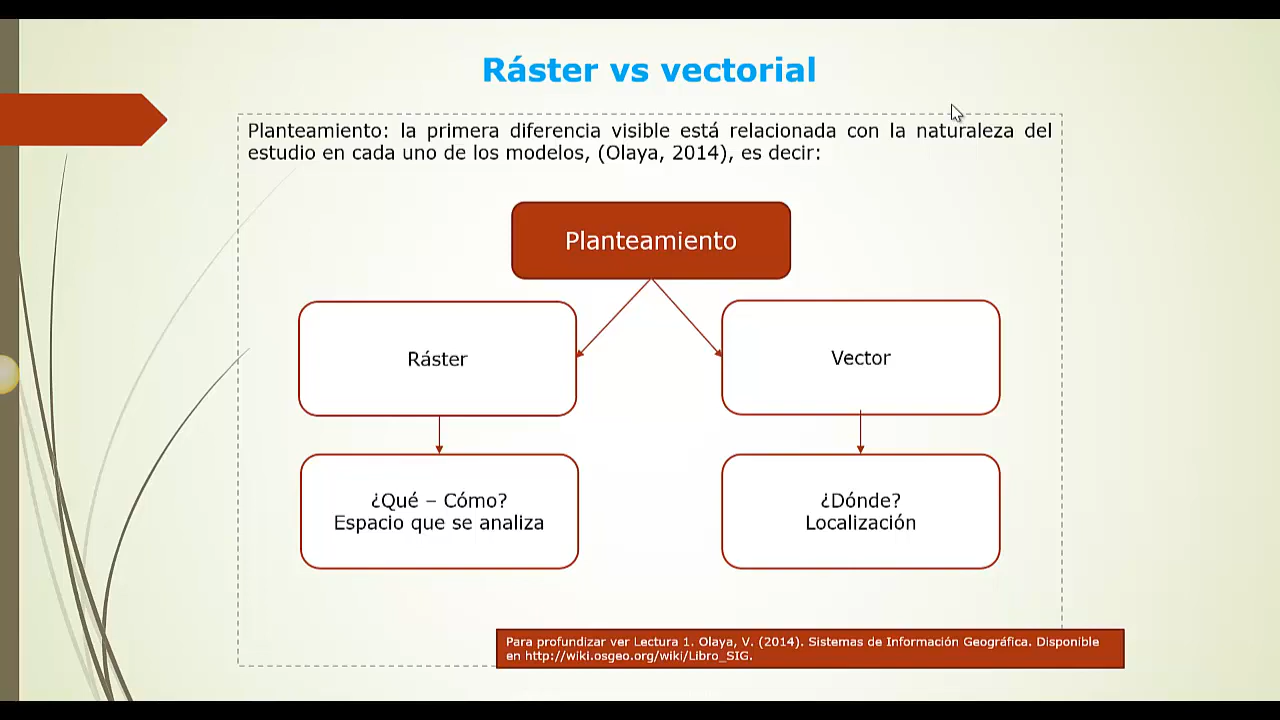 Ráster vs vectorial
Planteamiento: la primera diferencia visible está relacionada con la naturaleza del
estudio en cada uno de los modelos, (Olaya, 2014), es decir:
Planteamiento
Ráster
Vector
¿Qué – Cómo?
Espacio que se analiza
¿Dónde?
Localización
Para profundizar ver Lectura 1. Olaya, V. (2014). Sistemas de Información Geográfica. Disponible
en http://wiki.osgeo.org/wiki/Libro_SIG.